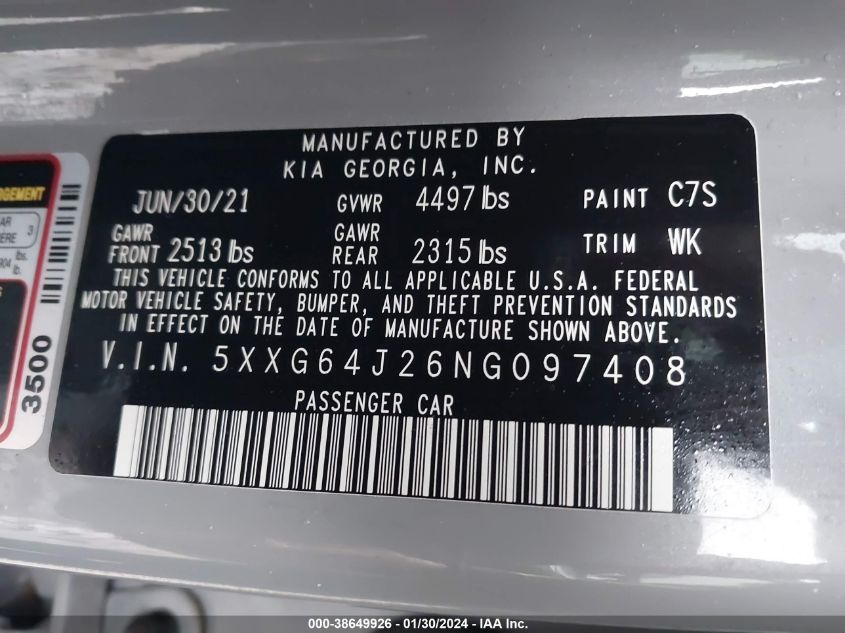 MANUFACTURED BY
KIA GEORGIA, INC.
JUN/30/21 GVWR 4497 lbs PAINT C7S
GAWR FRONT 2513 lbs GAWR REAR 2315 lbs TRIM WK
THIS VEHICLE CONFORMS TO ALL APPLICABLE U.S.A. FEDERAL
MOTOR VEHICLE SAFETY, BUMPER, AND THEFT PREVENTION STANDARDS
IN EFFECT ON THE DATE OF MANUFACTURE SHOWN ABOVE.
V.I.N. 5XXG64J26NG097408
PASSENGER CAR
3
lbs.
lb.
3500
000-38649926 - 01/30/2024 - IAA Inc.